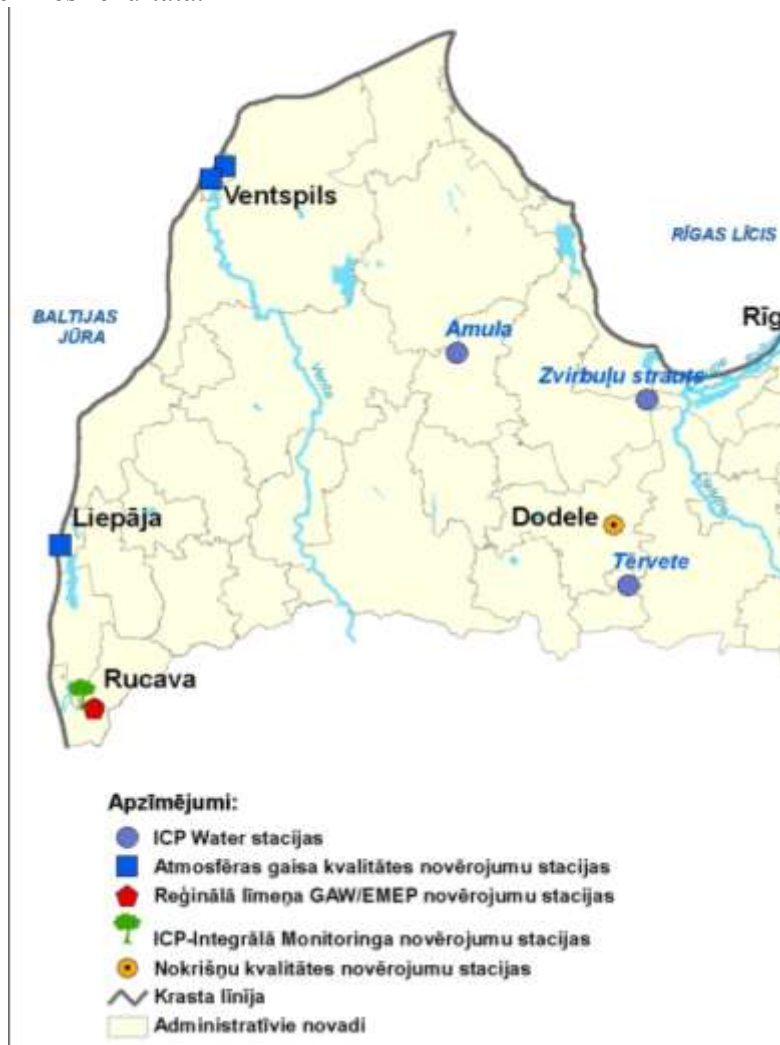 Ventspils
RĪGAS LĪCIS
BALTIJAS
JŪRA
Rīg
Amula
Zvirbuļu strauts
Venta
Liepāja
Dodele
Tērvete
Rucava
Apzīmējumi:
ICP Water stacijas
Atmosfēras gaisa kvalitātes novērojumu stacijas
Reģinālā līmeņa GAW/EMEP novērojumu stacijas
ICP-Integrālā Monitoringa novērojumu stacijas
Nokrišņu kvalitātes novērojumu stacijas
Krasta līnija
Administratīvie novadi